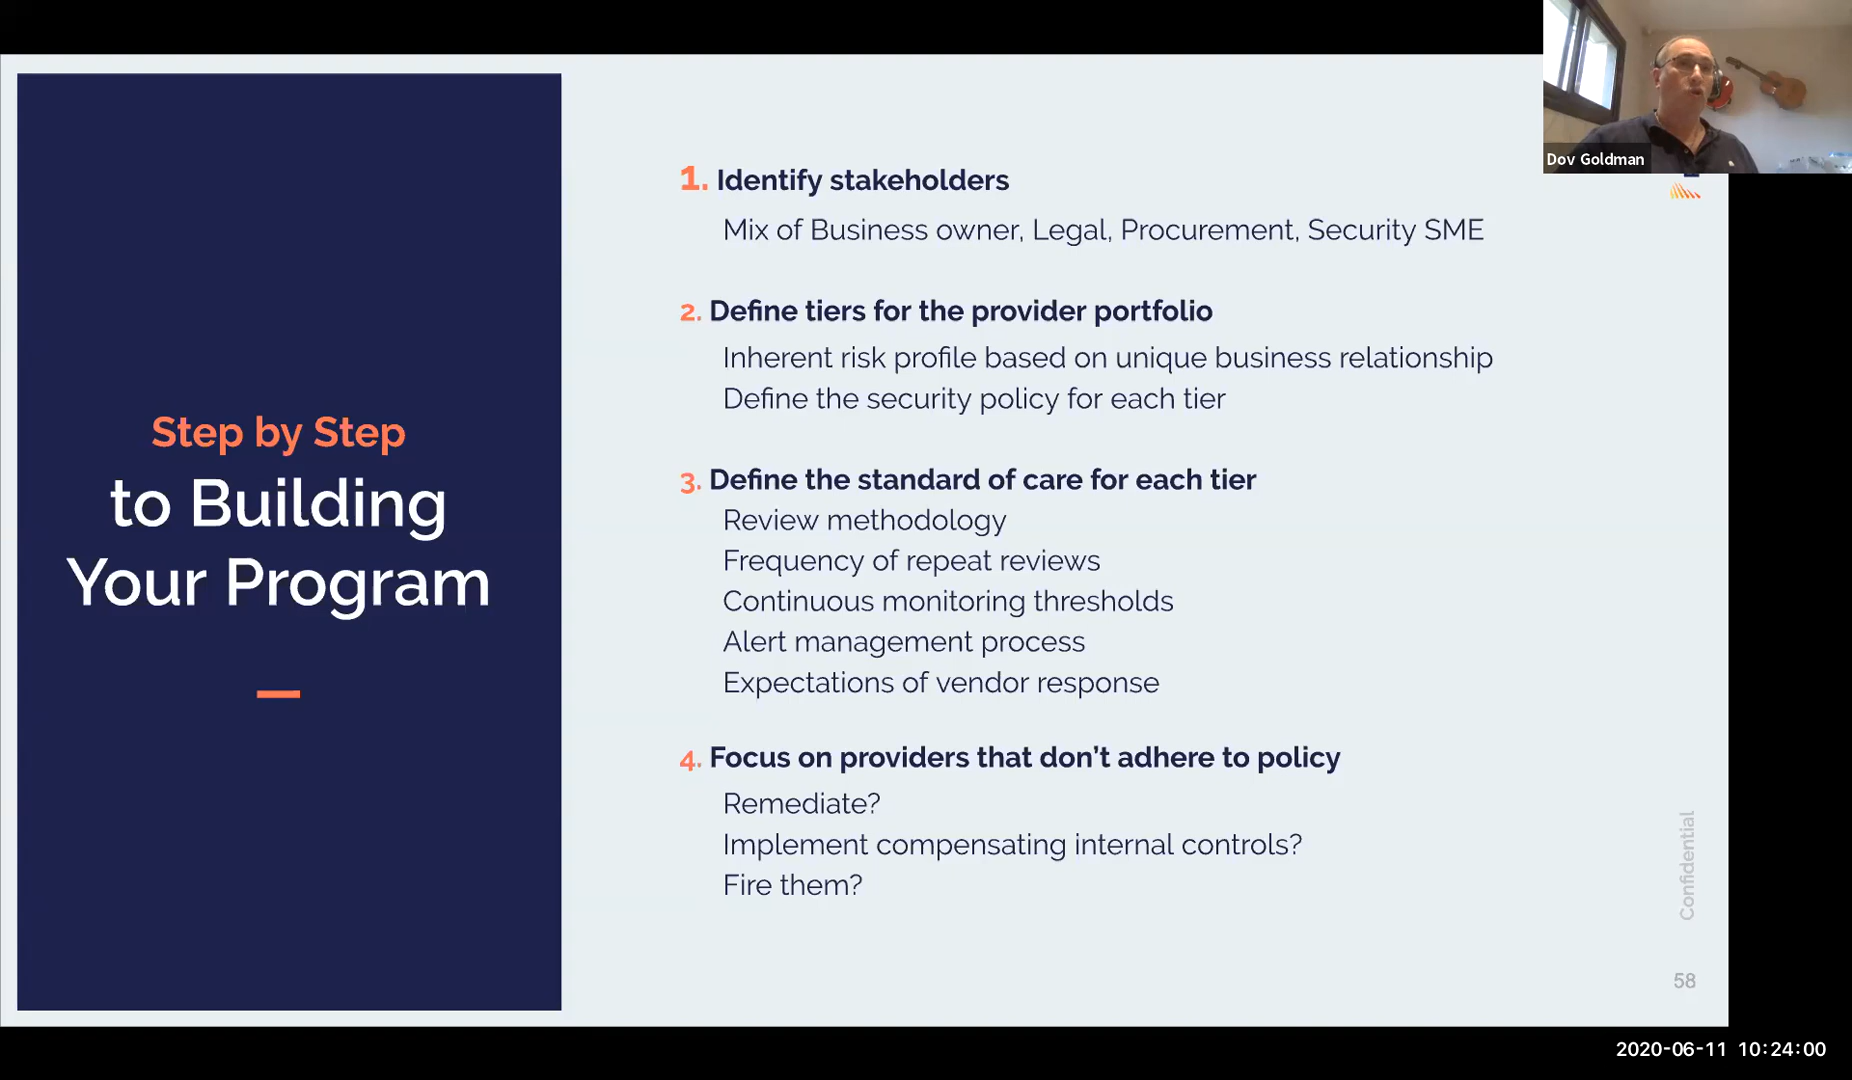 Dov Goldman
Step by Step
to Building
Your Program
1. Identify stakeholders
Mix of Business owner, Legal, Procurement, Security SME
2. Define tiers for the provider portfolio
Inherent risk profile based on unique business relationship
Define the security policy for each tier
3. Define the standard of care for each tier
Review methodology
Frequency of repeat reviews
Continuous monitoring thresholds
Alert management process
Expectations of vendor response
4. Focus on providers that don't adhere to policy
Remediate?
Implement compensating internal controls?
Fire them?
Confidential
58
2020-06-11 10:24:00